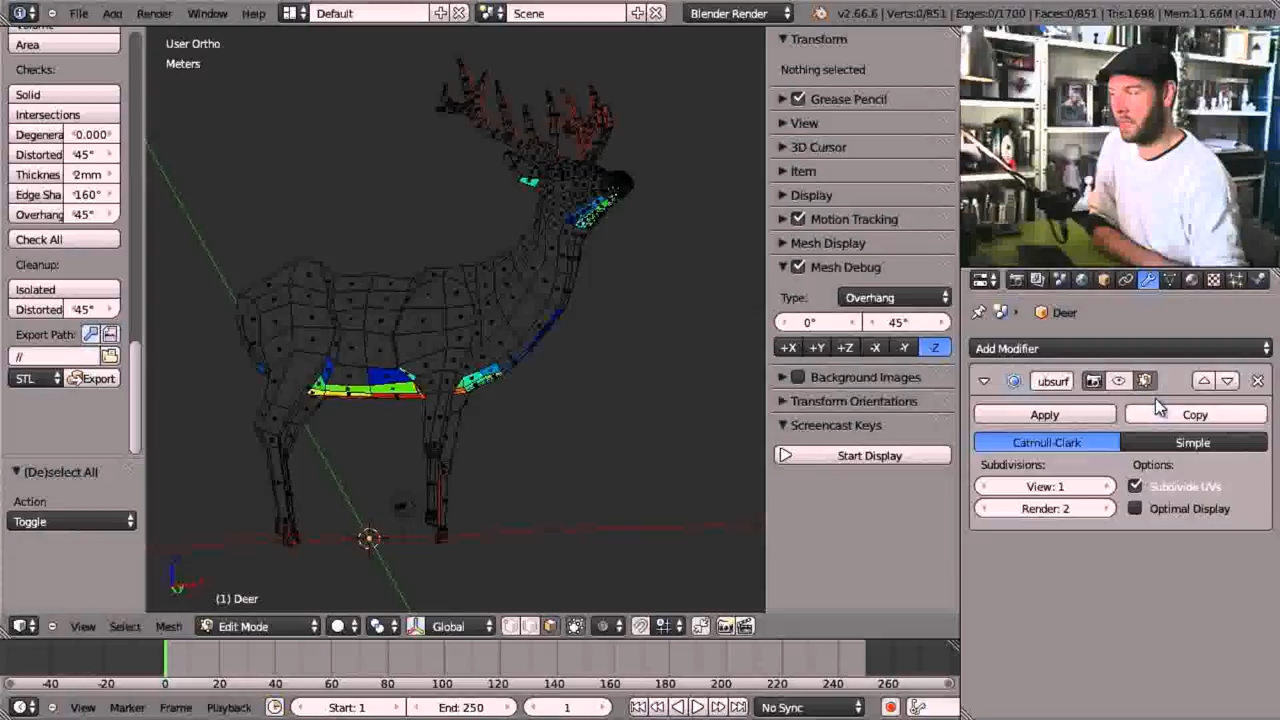 File Add Render Window Help Default Scene Blender Render v2.66.6 | Verts:0/851 | Edges:0/1700 | Faces:0/851 | Tris:1698 | Mem:11.66M (4.11M)
Area
Checks:
Solid
Intersections
Degenera 0.000
Distorted 45°
Thicknes 2mm
Edge Sha 160°
Overhang 45°
Check All
Cleanup:
Isolated
Distorted 45°
Export Path:
//
STL Export
(De)select All
Action:
Toggle
User Ortho
Meters
(1) Deer
Transform
Nothing selected
Grease Pencil
View
3D Cursor
Item
Display
Motion Tracking
Mesh Display
Mesh Debug
Type: Overhang
0° 45°
+X +Y +Z -X -Y -Z
Background Images
Transform Orientations
Screencast Keys
Start Display
Deer
Add Modifier
ubsurf
Apply Copy
Catmull-Clark Simple
Subdivisions: Options:
View: 1 Subdivide UVs
Render: 2 Optimal Display
View Select Mesh Edit Mode Global
-40 -20 0 20 40 60 80 100 120 140 160 180 200 220 240 260
View Marker Frame Playback Start: 1 End: 250 1 No Sync